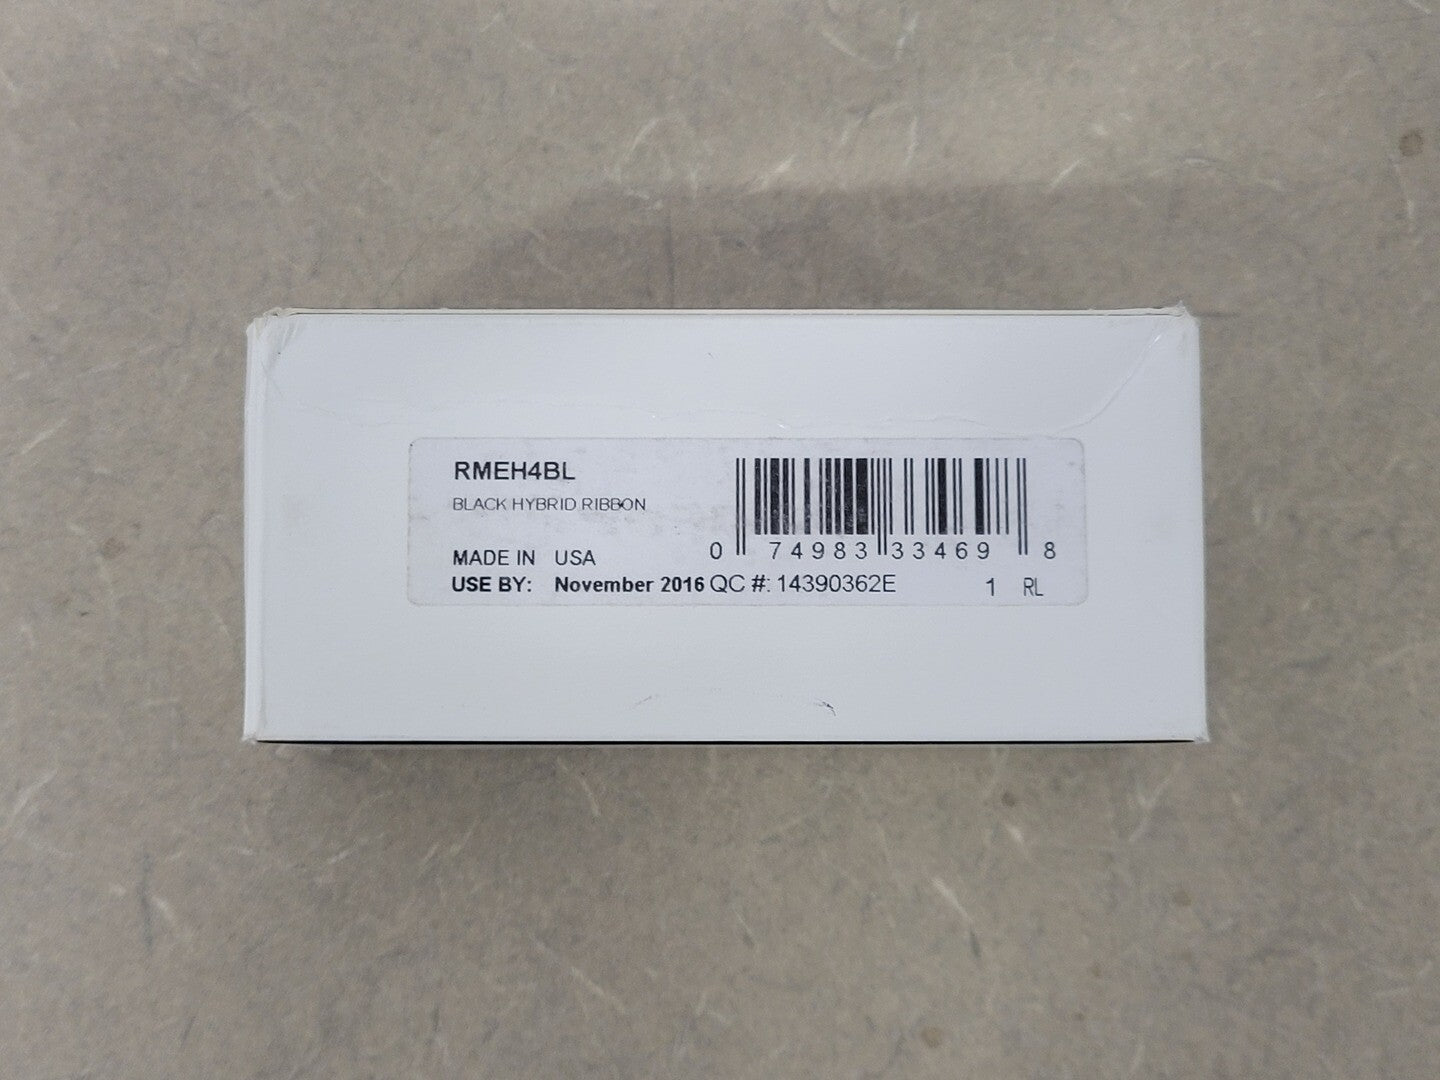 RMEH4BL
BLACK HYBRID RIBBON
0 74983 33469 8
MADE IN USA
USE BY: November 2016 QC #: 14390362E 1 RL